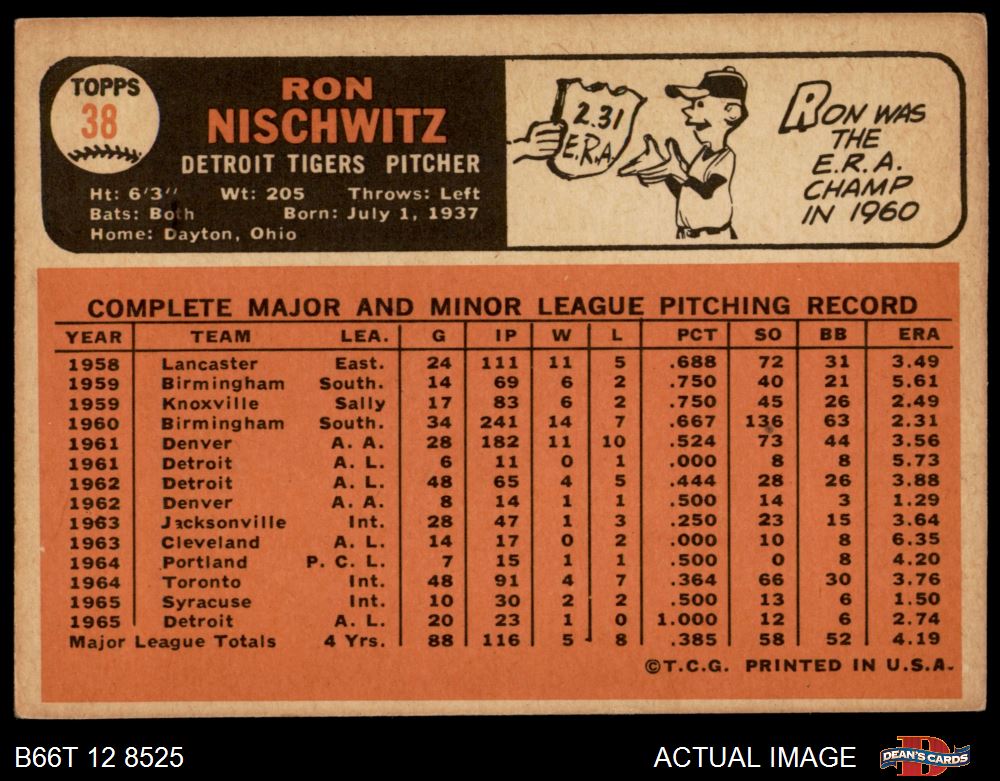 TOPPS
38
RON
NISCHWITZ
DETROIT TIGERS PITCHER
Ht: 6'3" Wt: 205 Throws: Left
Bats: Both Born: July 1, 1937
Home: Dayton, Ohio
2.31
E.R.A.
RON WAS
THE
E.R.A.
CHAMP
IN 1960
COMPLETE MAJOR AND MINOR LEAGUE PITCHING RECORD
YEAR TEAM LEA. G IP W L PCT SO BB ERA
1958 Lancaster East. 24 111 11 5 .688 72 31 3.49
1959 Birmingham South. 14 69 6 2 .750 40 21 5.61
1959 Knoxville Sally 17 83 6 2 .750 45 26 2.49
1960 Birmingham South. 34 241 14 7 .667 136 63 2.31
1961 Denver A. A. 28 182 11 10 .524 73 44 3.56
1961 Detroit A. L. 6 11 0 1 .000 8 8 5.73
1962 Detroit A. L. 48 65 4 5 .444 28 26 3.88
1962 Denver A. A. 8 14 1 1 .500 14 3 1.29
1963 Jacksonville Int. 28 47 1 3 .250 23 15 3.64
1963 Cleveland A. L. 14 17 0 2 .000 10 8 6.35
1964 Portland P. C. L. 7 15 1 1 .500 0 8 4.20
1964 Toronto Int. 48 91 4 7 .364 66 30 3.76
1965 Syracuse Int. 10 30 2 2 .500 13 6 1.50
1965 Detroit A. L. 20 23 1 0 1.000 12 6 2.74
Major League Totals 4 Yrs. 88 116 5 8 .385 58 52 4.19
©T.C.G. PRINTED IN U.S.A.
B66T 12 8525 ACTUAL IMAGE DEAN'S CARDS